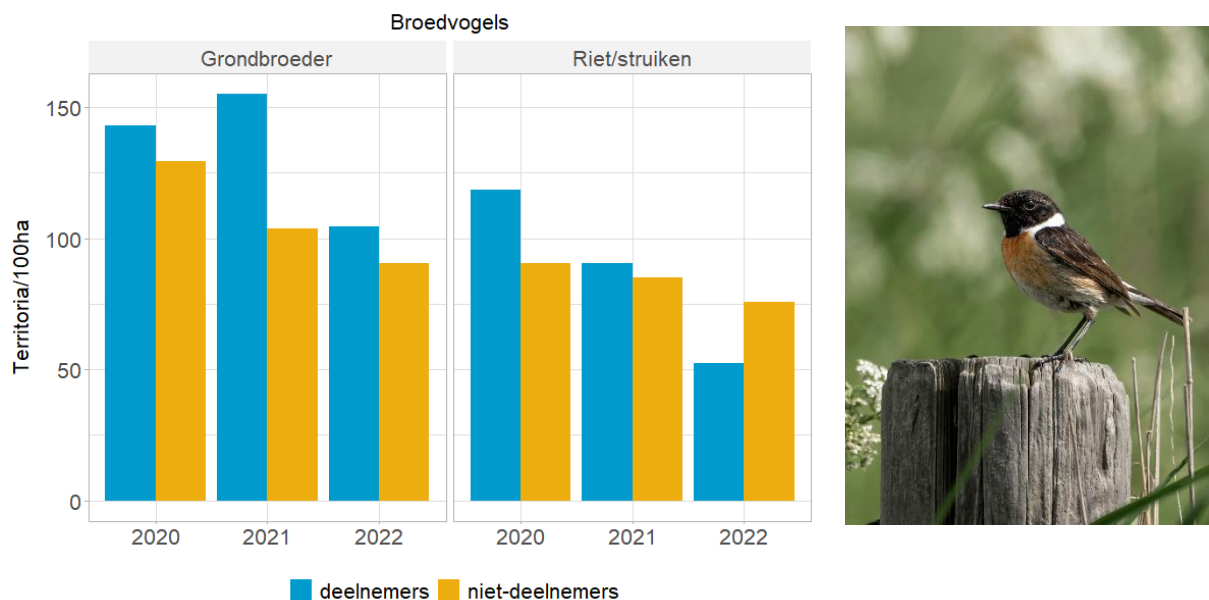 Broedvogels
Grondbroeder
Riet/struiken
Territoria/100ha
150
100
50
0
2020
2021
2022
2020
2021
2022
deelnemers
niet-deelnemers